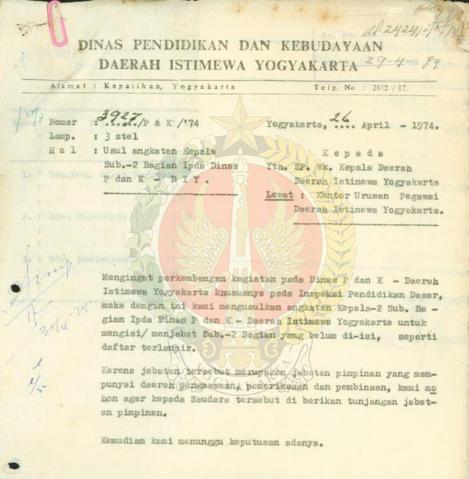 29-4-74
DINAS PENDIDIKAN DAN KEBUDAYAAN
DAERAH ISTIMEWA YOGYAKARTA
Alamat : Kepatihan, Yogyakarta Telp. No : 2812 / 17.
Nomer : 3927/P & K/'74 Yogyakarta, 26 April - 1974.
Lamp. : 3 stel
H a l : Usul angkatan Kepala
Sub.-2 Bagian Ipda Dinas
P dan K - D I Y.
K e p a d a
Yth. BP. Wk. Kepala Daerah
Daerah Istimewa Yogyakarta
Lewat : Kantor Urusan Pegawai
Daerah Istimewa Yogyakarta.
Mengingat perkembangan kegiatan pada Dinas P dan K - Daerah
Istimewa Yogyakarta khususnya pada Inspeksi Pendidikan Dasar,
maka dengan ini kami mengusulkan angkatan Kepala-2 Sub. Ba-
gian Ipda Dinas P dan K - Daerah Istimewa Yogyakarta untuk
mengisi/ menjabat Sub.-2 Bagian yang belum di-isi, seperti
daftar terlampir.
Karena jabatan tersebut merupakan jabatan pimpinan yang mem-
punyai daerah pengawasan, pemeriksaan dan pembinaan, kami mo
hon agar kepada Saudara tersebut di berikan tunjangan jabat-
an pimpinan.
Kemudian kami menunggu keputusan adanya.